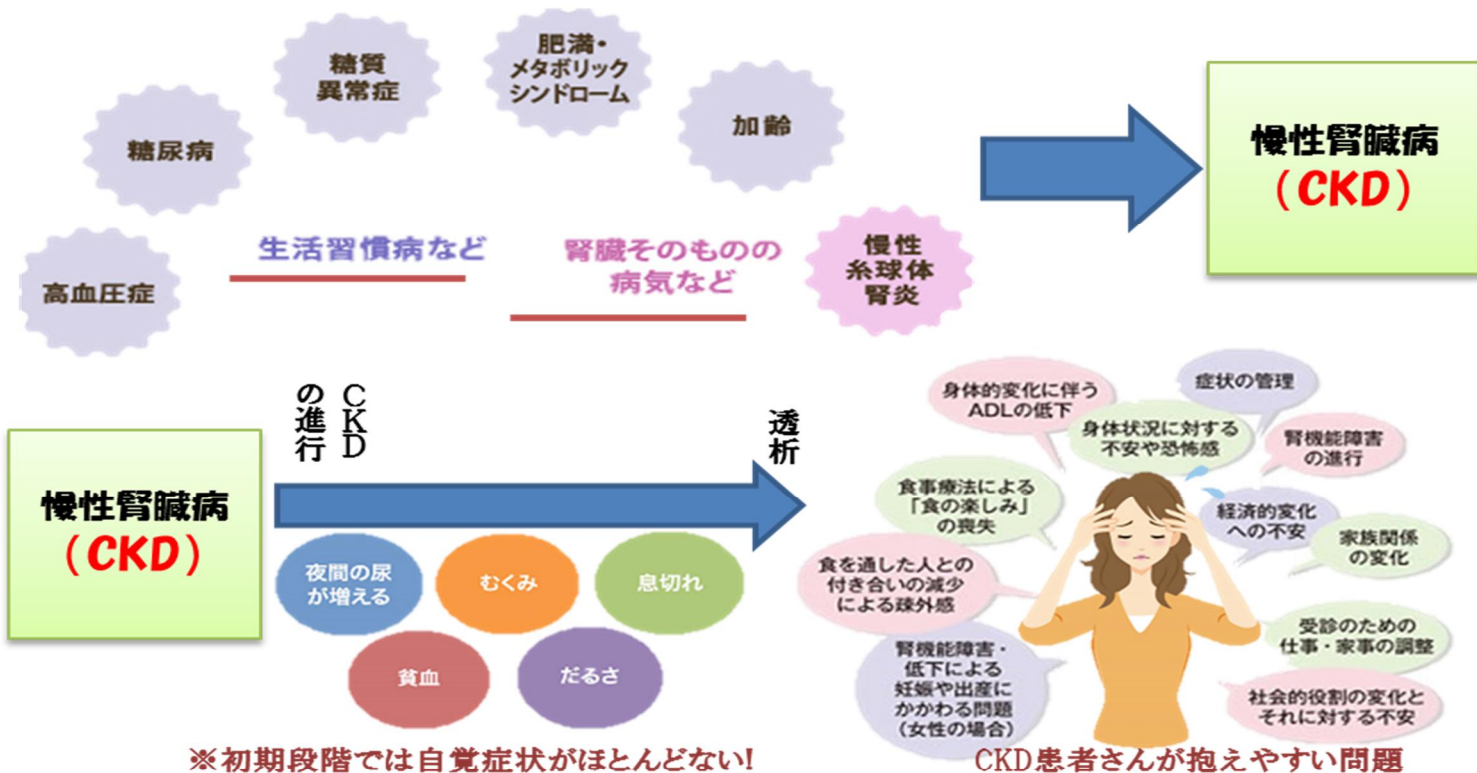 糖質
異常症
肥満・
メタボリック
シンドローム
加齢
糖尿病
高血圧症
生活習慣病など
腎臓そのものの
病気など
慢性
糸球体
腎炎
慢性腎臓病
（CKD）
慢性腎臓病
（CKD）
CKD
の進行
透析
夜間の尿
が増える
むくみ
息切れ
貧血
だるさ
※初期段階では自覚症状がほとんどない!
身体的変化に伴う
ADLの低下
症状の管理
身体状況に対する
不安や恐怖感
腎機能障害
の進行
食事療法による
「食の楽しみ」
の喪失
経済的変化
への不安
家族関係
の変化
食を通した人との
付き合いの減少
による疎外感
受診のための
仕事・家事の調整
腎機能障害・
低下による
妊娠や出産に
かかわる問題
（女性の場合）
社会的役割の変化と
それに対する不安
CKD患者さんが抱えやすい問題